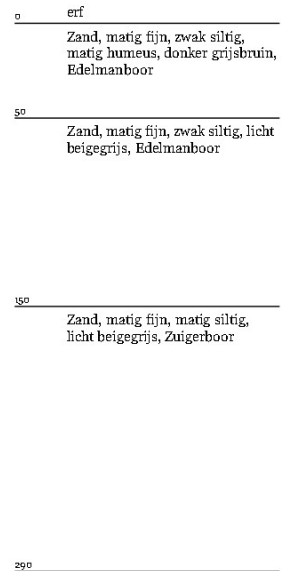 0 erf
Zand, matig fijn, zwak siltig,
matig humeus, donker grijsbruin,
Edelmanboor
50
Zand, matig fijn, zwak siltig, licht
beigegrijs, Edelmanboor
150
Zand, matig fijn, matig siltig,
licht beigegrijs, Zuigerboor
290